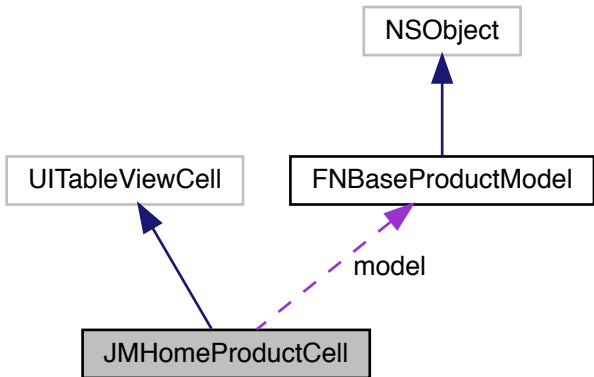 NSObject
UITableViewCell
FNBaseProductModel
model
JMHomeProductCell